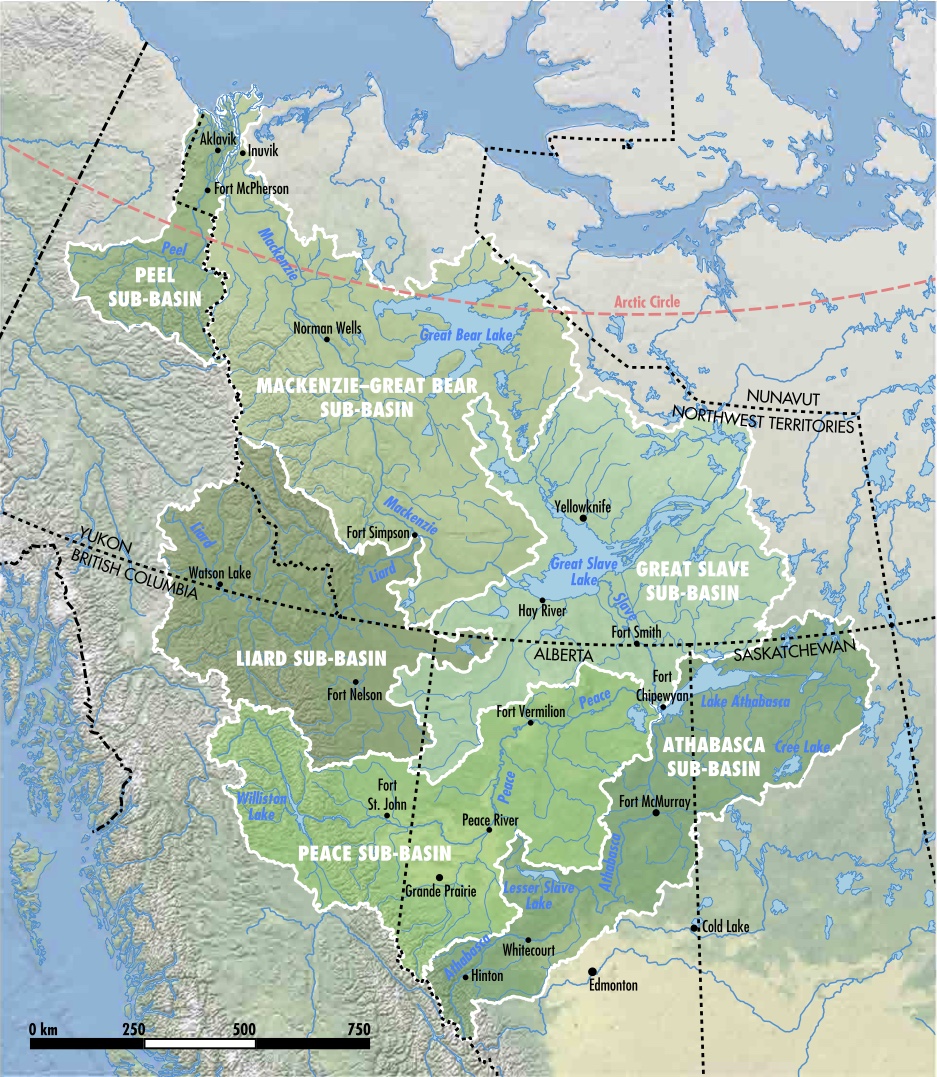 Aklavik
Inuvik
Fort McPherson
Peel
Mackenzie
PEEL
SUB-BASIN
Arctic Circle
Norman Wells
Great Bear Lake
MACKENZIE–GREAT BEAR
SUB-BASIN
NUNAVUT
NORTHWEST TERRITORIES
Mackenzie
Yellowknife
Liard
Fort Simpson
YUKON
BRITISH COLUMBIA
Watson Lake
Liard
Great Slave
Lake
GREAT SLAVE
SUB-BASIN
Hay River
Slave
Fort Smith
LIARD SUB-BASIN
ALBERTA
SASKATCHEWAN
Fort Nelson
Fort
Chipewyan
Peace
Lake Athabasca
Fort Vermilion
ATHABASCA
SUB-BASIN
Cree Lake
Williston
Lake
Fort
St. John
Peace
Peace River
Fort McMurray
PEACE SUB-BASIN
Athabasca
Grande Prairie
Lesser Slave
Lake
Cold Lake
Whitecourt
Athabasca
Hinton
Edmonton
0 km
250
500
750